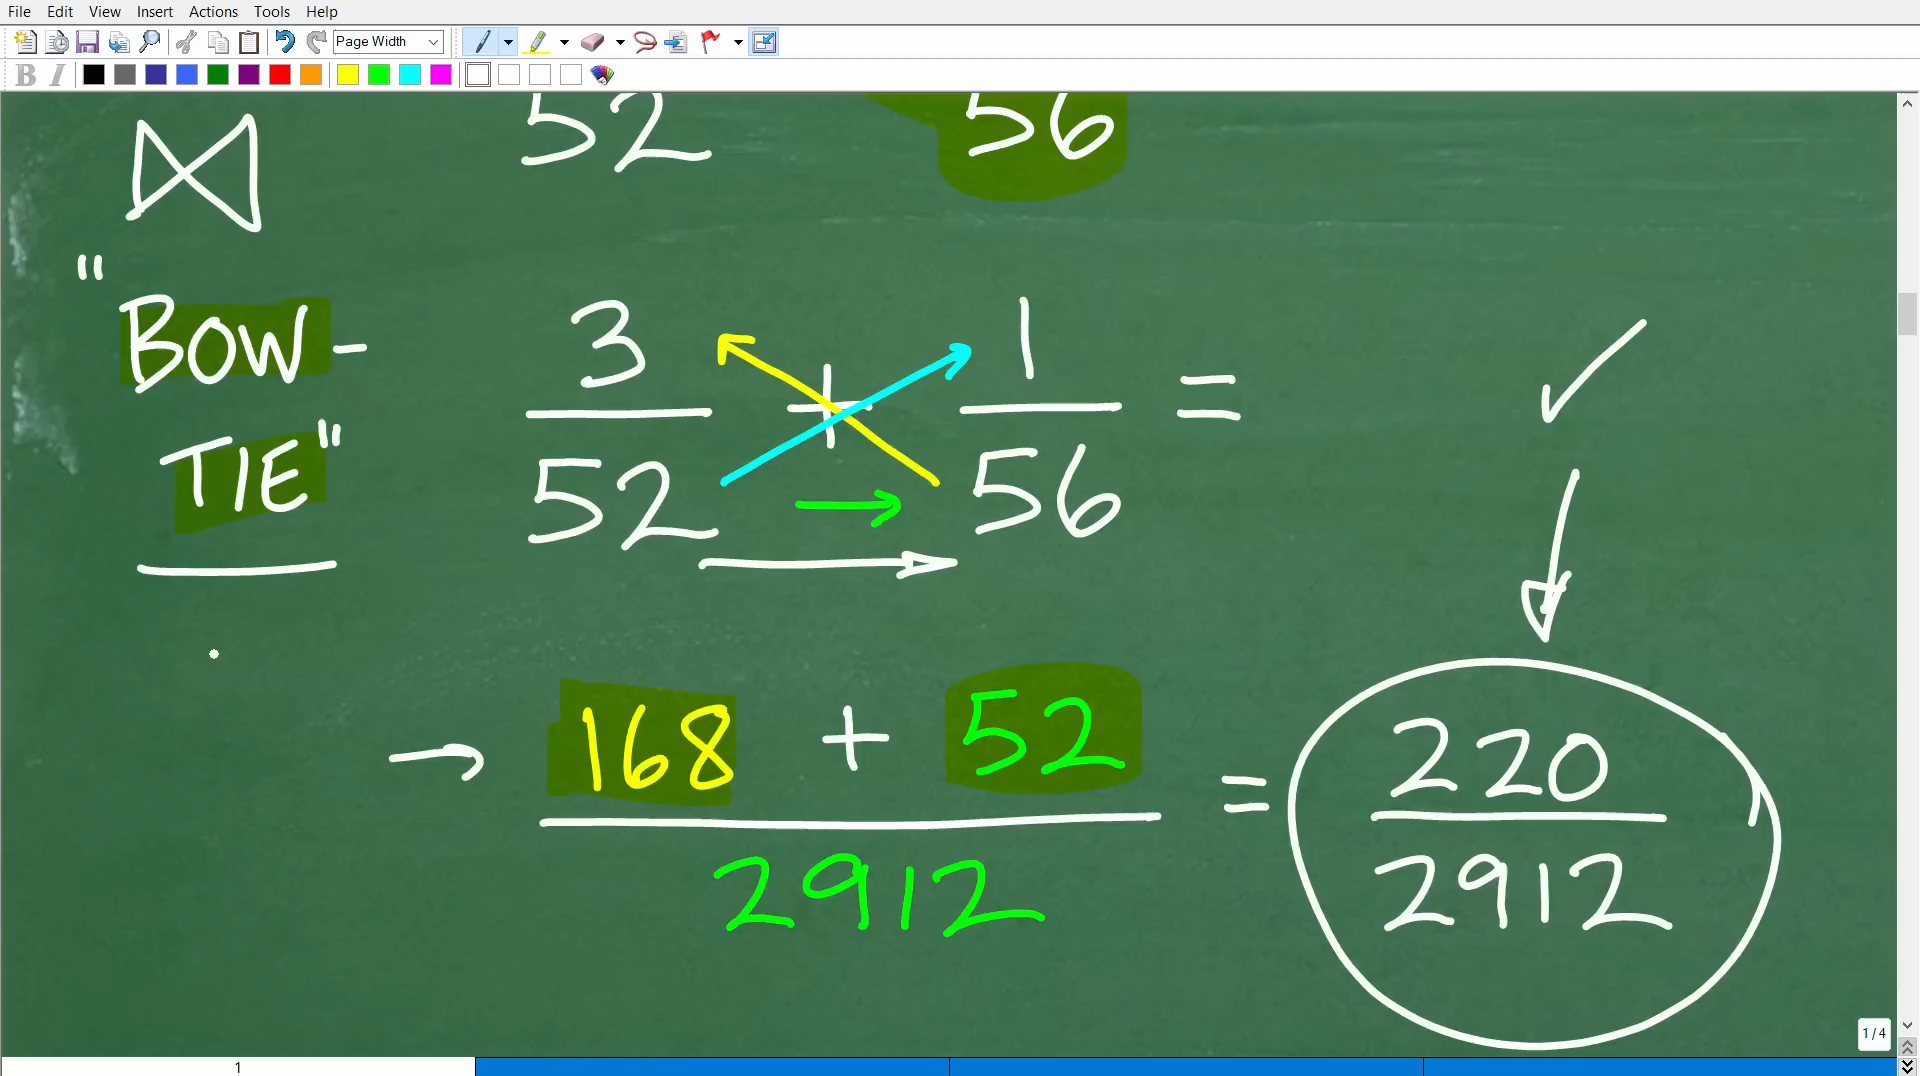 File Edit View Insert Actions Tools Help
Page Width
B I
52 56
"BOW-
TIE"
3/52 + 1/56 =
→ 168 + 52 / 2912 = 220/2912
1/4
1